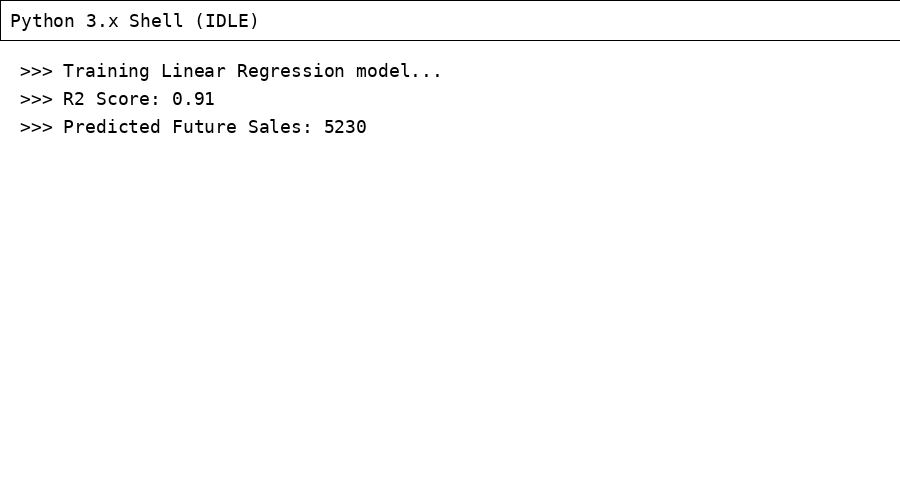 Python 3.x Shell (IDLE)
>>> Training Linear Regression model...
>>> R2 Score: 0.91
>>> Predicted Future Sales: 5230